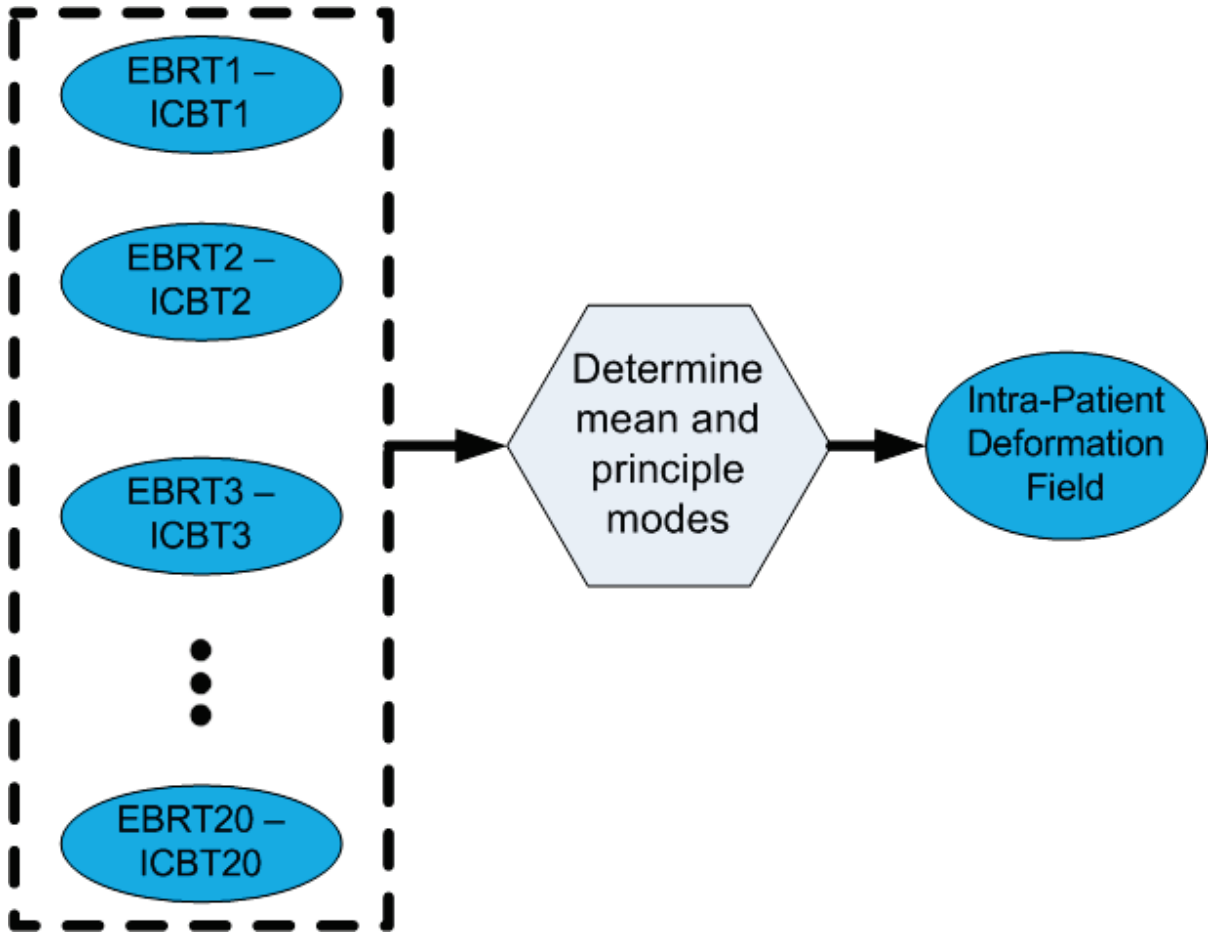 EBRT1 –
ICBT1
EBRT2 –
ICBT2
EBRT3 –
ICBT3
EBRT20 –
ICBT20
Determine
mean and
principle
modes
Intra-Patient
Deformation
Field